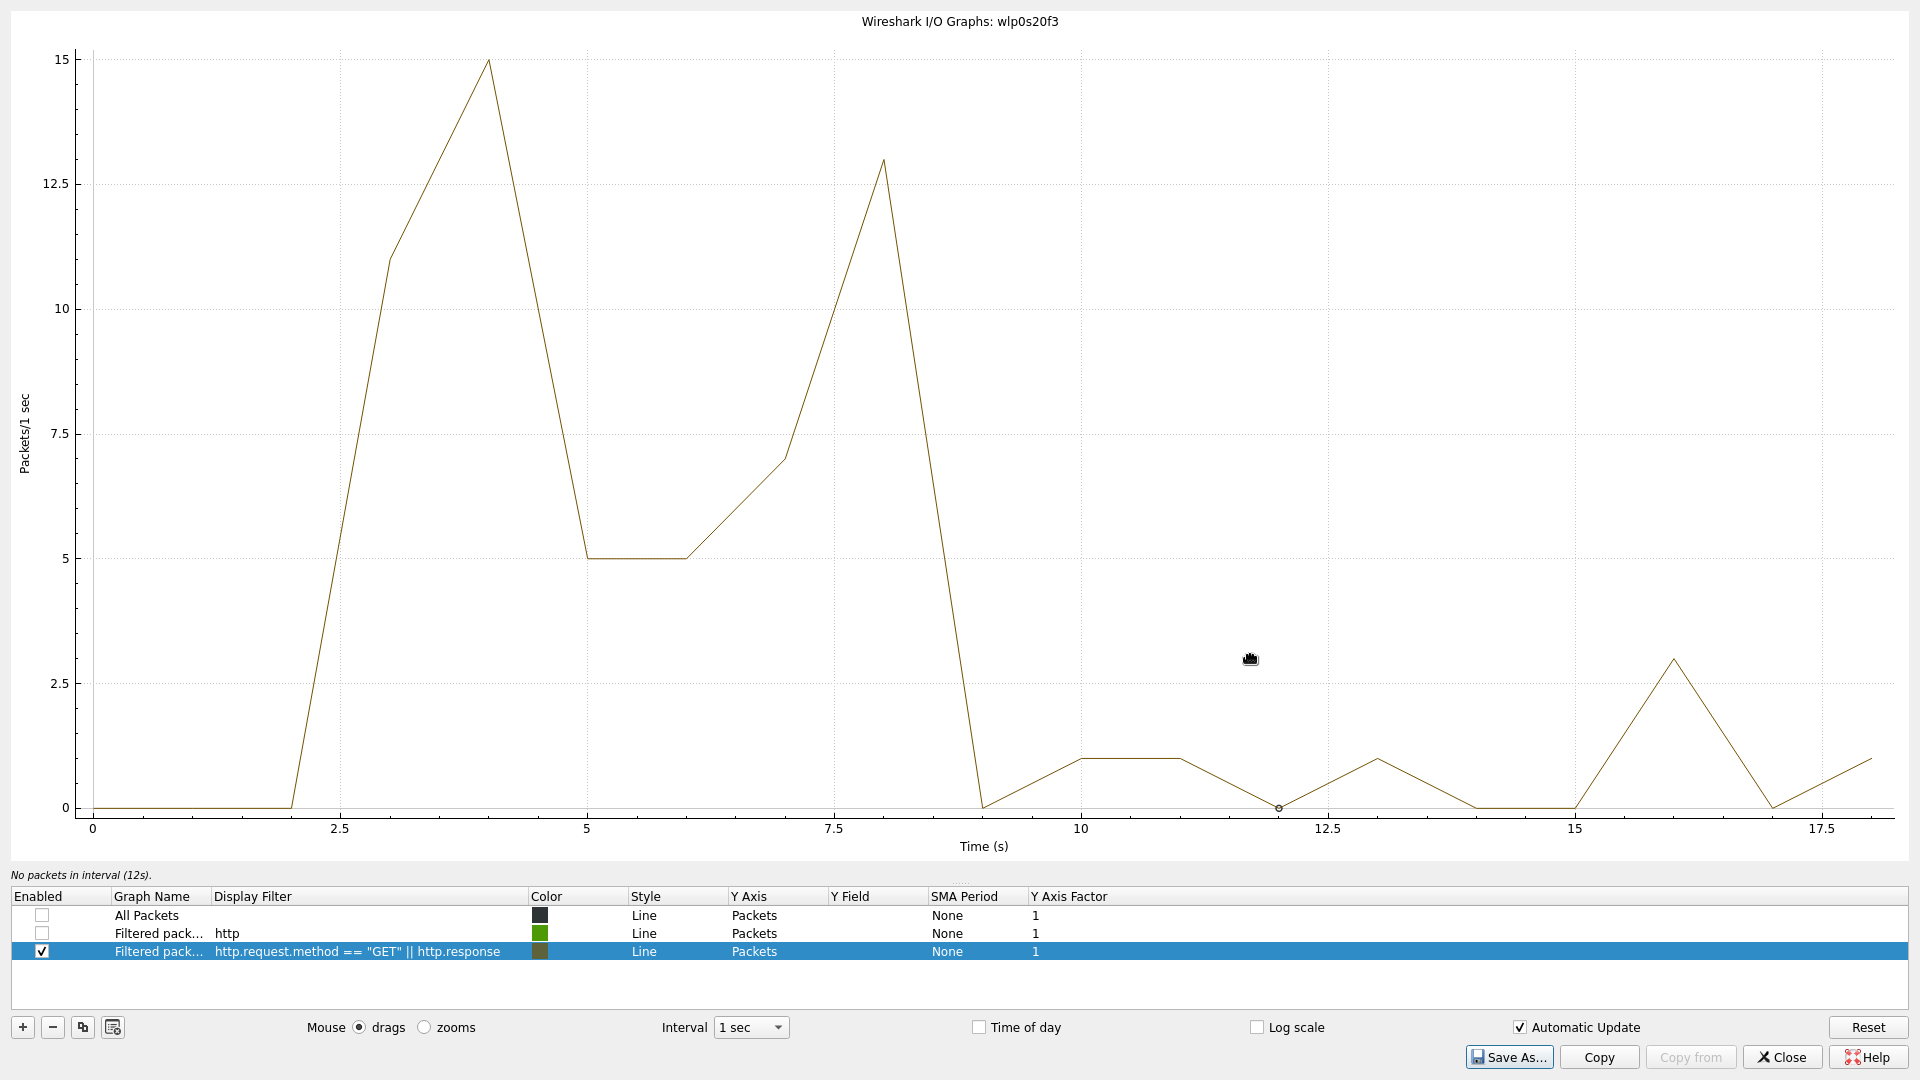 Wireshark I/O Graphs: wlp0s20f3
15
12.5
10
7.5
5
2.5
0
Packets/1 sec
0 2.5 5 7.5 10 12.5 15 17.5
Time (s)
No packets in interval (12s).
Enabled Graph Name Display Filter Color Style Y Axis Y Field SMA Period Y Axis Factor
All Packets Line Packets None 1
Filtered pack... http Line Packets None 1
Filtered pack... http.request.method == "GET" || http.response Line Packets None 1
Mouse drags zooms Interval 1 sec Time of day Log scale Automatic Update Reset
Save As... Copy Copy from Close Help